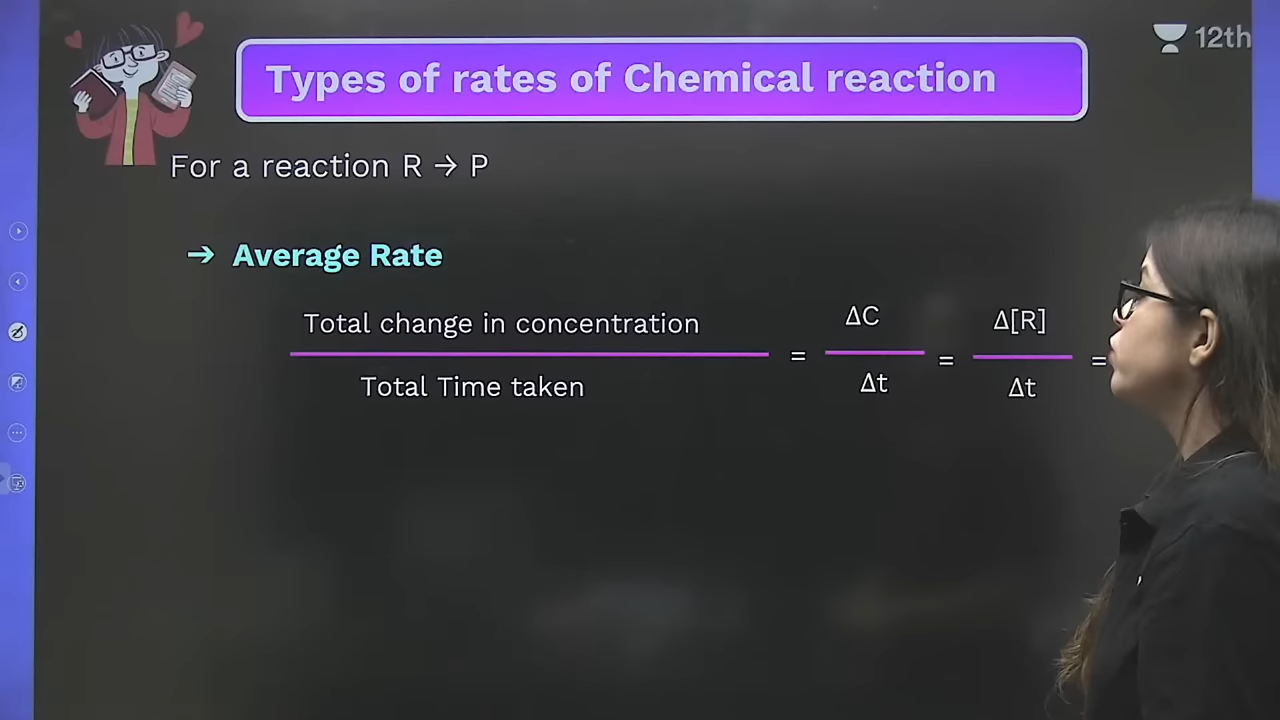 12th
Types of rates of Chemical reaction
For a reaction R → P
➔ Average Rate
Total change in concentration
Total Time taken
=
ΔC
Δt
=
Δ[R]
Δt
=